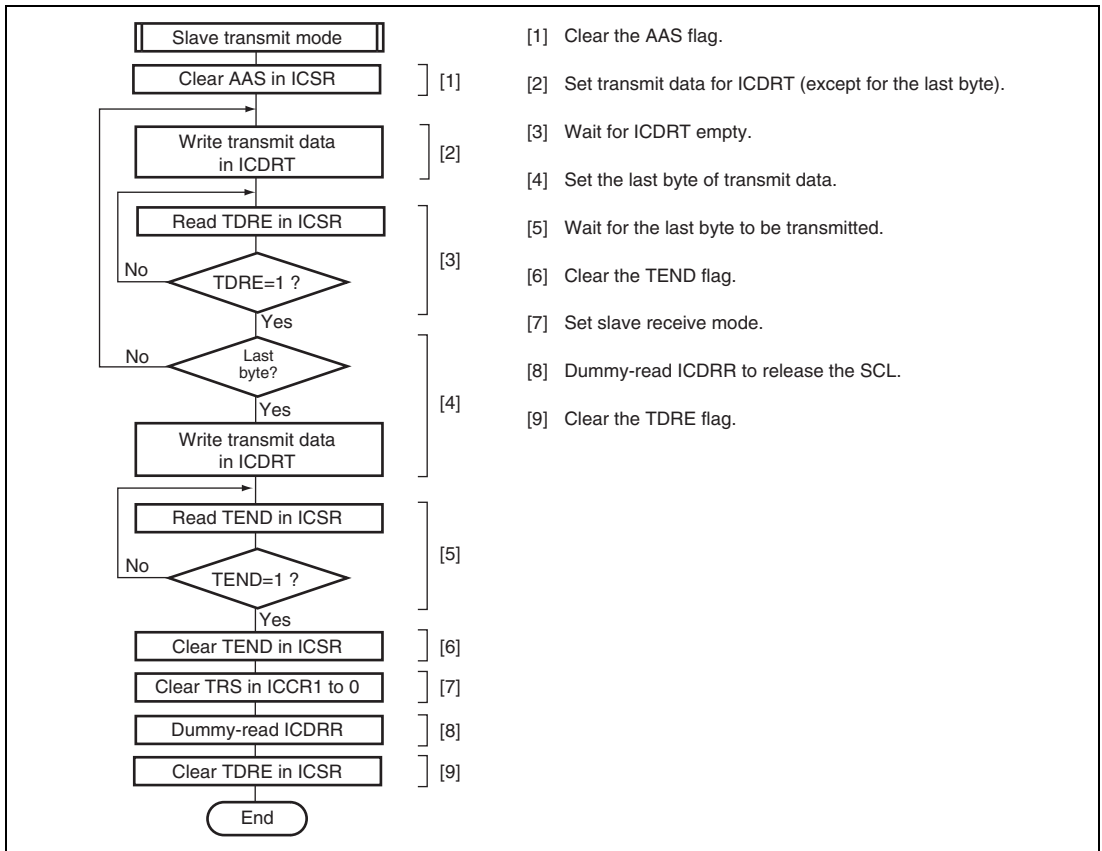 Slave transmit mode
Clear AAS in ICSR
[1]
Write transmit data
in ICDRT
[2]
Read TDRE in ICSR
No
TDRE=1 ?
[3]
Yes
No
Last
byte?
Yes
[4]
Write transmit data
in ICDRT
Read TEND in ICSR
No
TEND=1 ?
[5]
Yes
Clear TEND in ICSR
[6]
Clear TRS in ICCR1 to 0
[7]
Dummy-read ICDRR
[8]
Clear TDRE in ICSR
[9]
End
[1] Clear the AAS flag.
[2] Set transmit data for ICDRT (except for the last byte).
[3] Wait for ICDRT empty.
[4] Set the last byte of transmit data.
[5] Wait for the last byte to be transmitted.
[6] Clear the TEND flag.
[7] Set slave receive mode.
[8] Dummy-read ICDRR to release the SCL.
[9] Clear the TDRE flag.